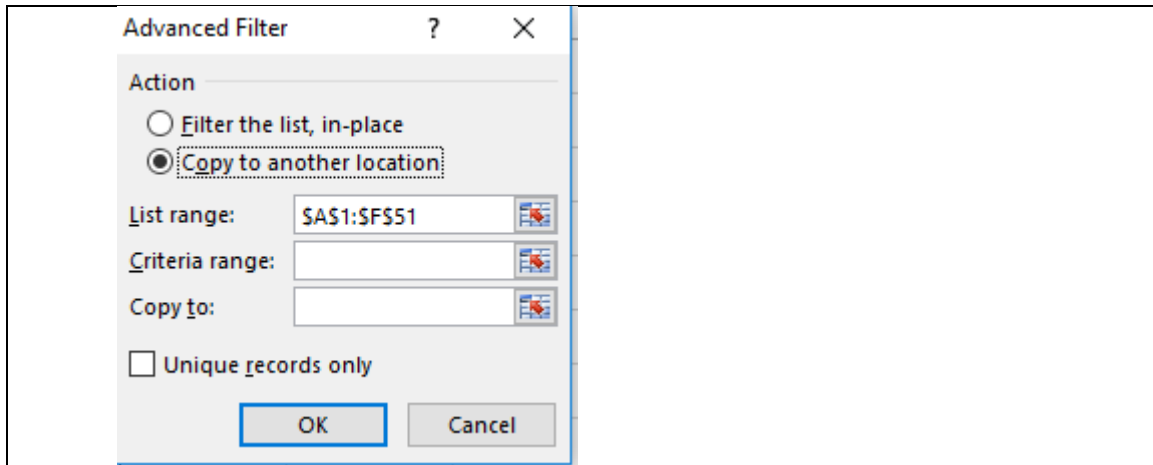 Advanced Filter ? ×
Action
Filter the list, in-place
Copy to another location
List range: $A$1:$F$51
Criteria range:
Copy to:
Unique records only
OK Cancel